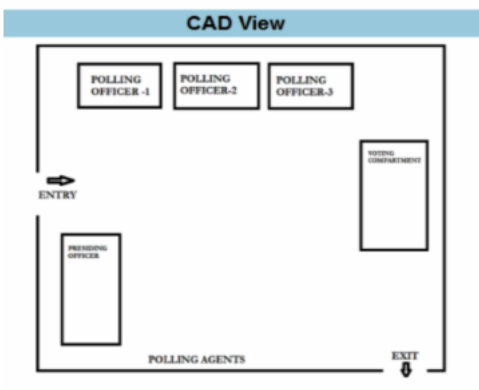 CAD View
POLLING
OFFICER -1
POLLING
OFFICER-2
POLLING
OFFICER-3
VOTING
COMPARTMENT
ENTRY
PRESIDING
OFFICER
POLLING AGENTS
EXIT